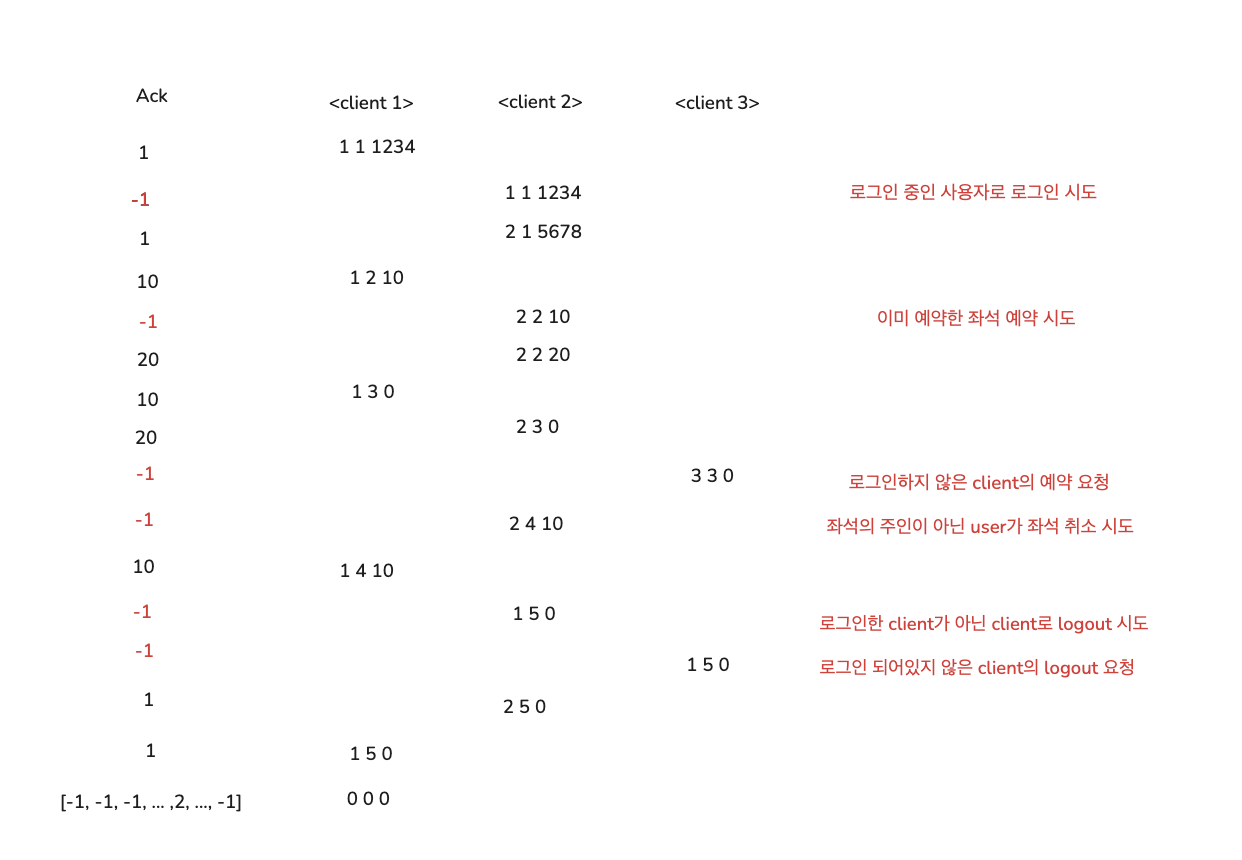 Ack <client 1> <client 2> <client 3>
1 1 1 1234
-1 1 1 1234 로그인 중인 사용자로 로그인 시도
1 2 1 5678
10 1 2 10
-1 2 2 10 이미 예약한 좌석 예약 시도
20 2 2 20
10 1 3 0
20 2 3 0
-1 3 3 0 로그인하지 않은 client의 예약 요청
-1 2 4 10 좌석의 주인이 아닌 user가 좌석 취소 시도
10 1 4 10
-1 1 5 0 로그인한 client가 아닌 client로 logout 시도
-1 1 5 0 로그인 되어있지 않은 client의 logout 요청
1 2 5 0
1 1 5 0
[-1, -1, -1, ... ,2, ..., -1] 0 0 0